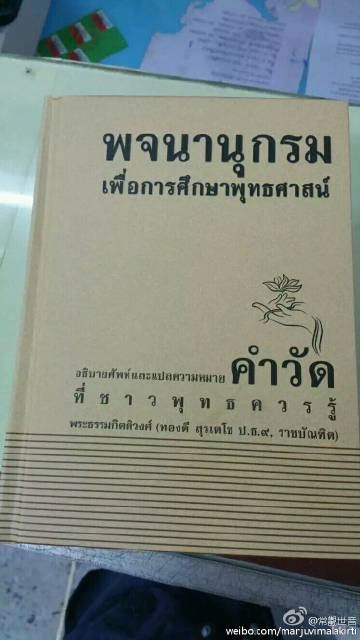 พจนานุกรม
เพื่อการศึกษาพุทธศาสน์
อธิบายศัพท์และแปลความหมาย คำวัด
ที่ชาวพุทธควรรู้
พระธรรมกิตติวงศ์ (ทองดี สุรเตโช ป.ธ.๙, ราชบัณฑิต)
@常觀世音
weibo.com/marjuvimalakirti